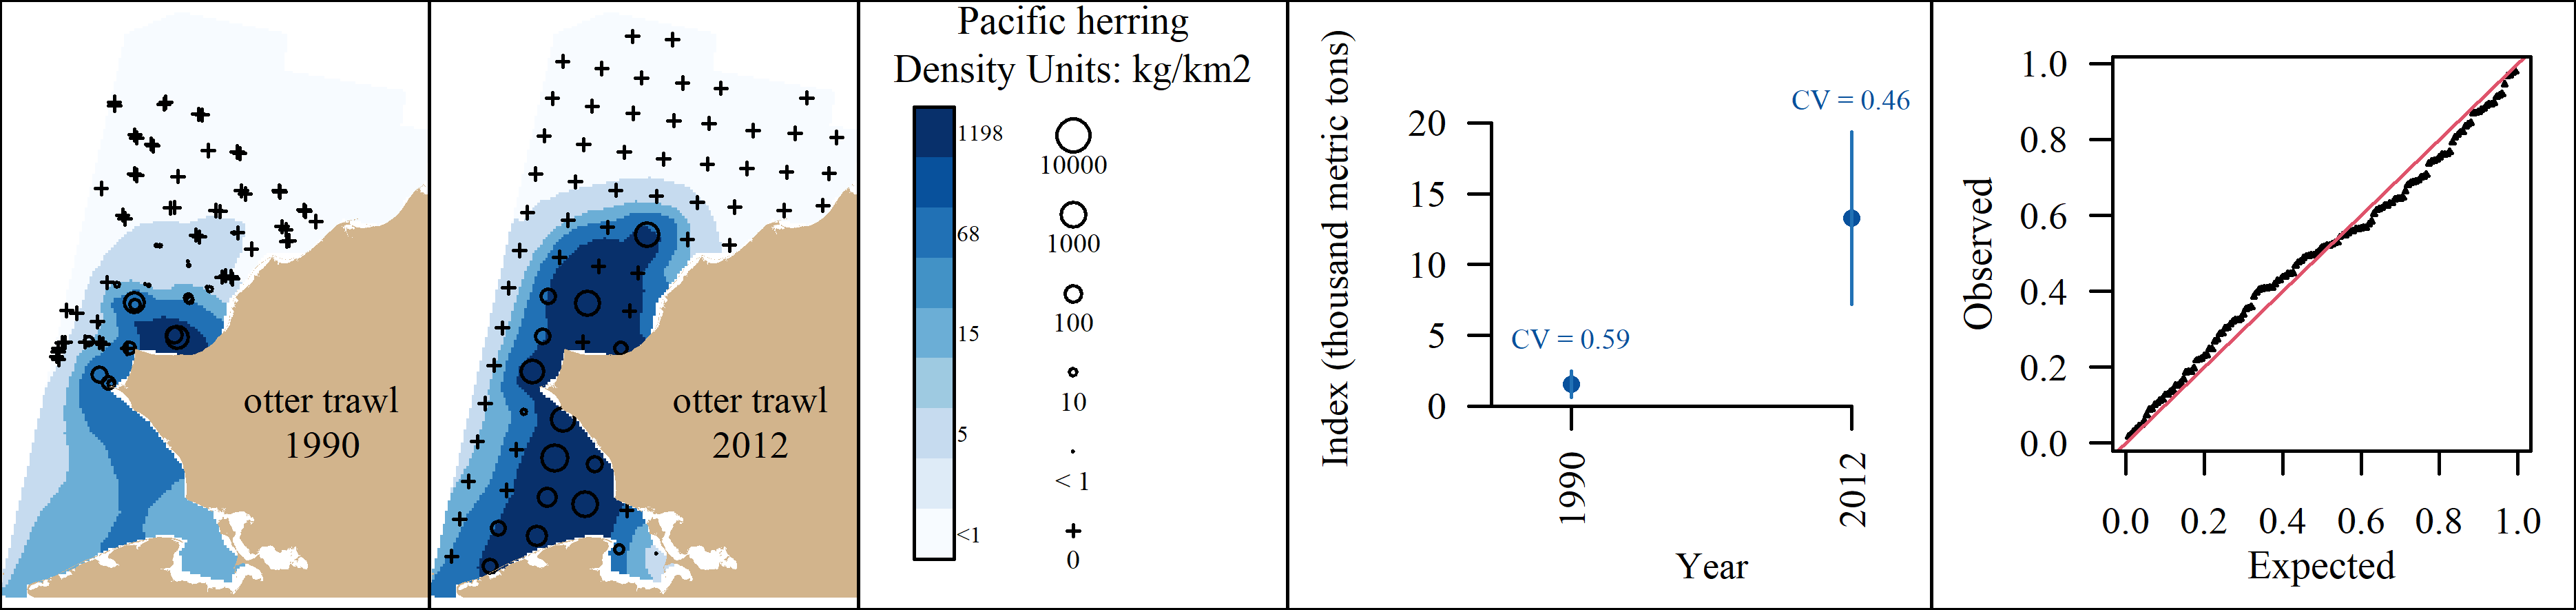 otter trawl
1990
otter trawl
2012
Pacific herring
Density Units: kg/km2
1198
68
15
5
<1
10000
1000
100
10
< 1
0
Index (thousand metric tons)
20
15
10
5
0
CV = 0.59
CV = 0.46
1990
2012
Year
Observed
1.0
0.8
0.6
0.4
0.2
0.0
0.0 0.2 0.4 0.6 0.8 1.0
Expected